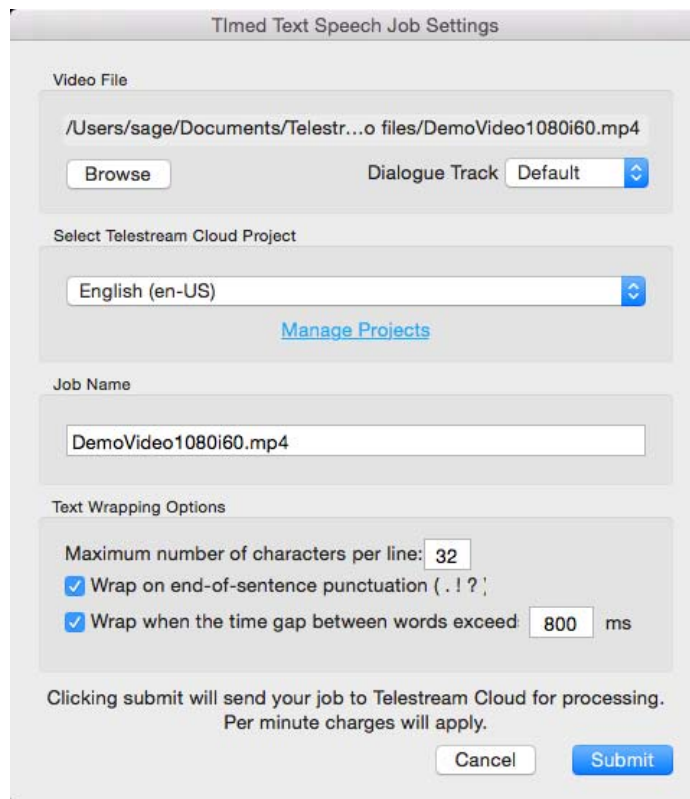 TImed Text Speech Job Settings
Video File
/Users/sage/Documents/Telestr...o files/DemoVideo1080i60.mp4
Browse Dialogue Track Default
Select Telestream Cloud Project
English (en-US)
Manage Projects
Job Name
DemoVideo1080i60.mp4
Text Wrapping Options
Maximum number of characters per line: 32
Wrap on end-of-sentence punctuation ( . ! ? )
Wrap when the time gap between words exceed 800 ms
Clicking submit will send your job to Telestream Cloud for processing.
Per minute charges will apply.
Cancel Submit